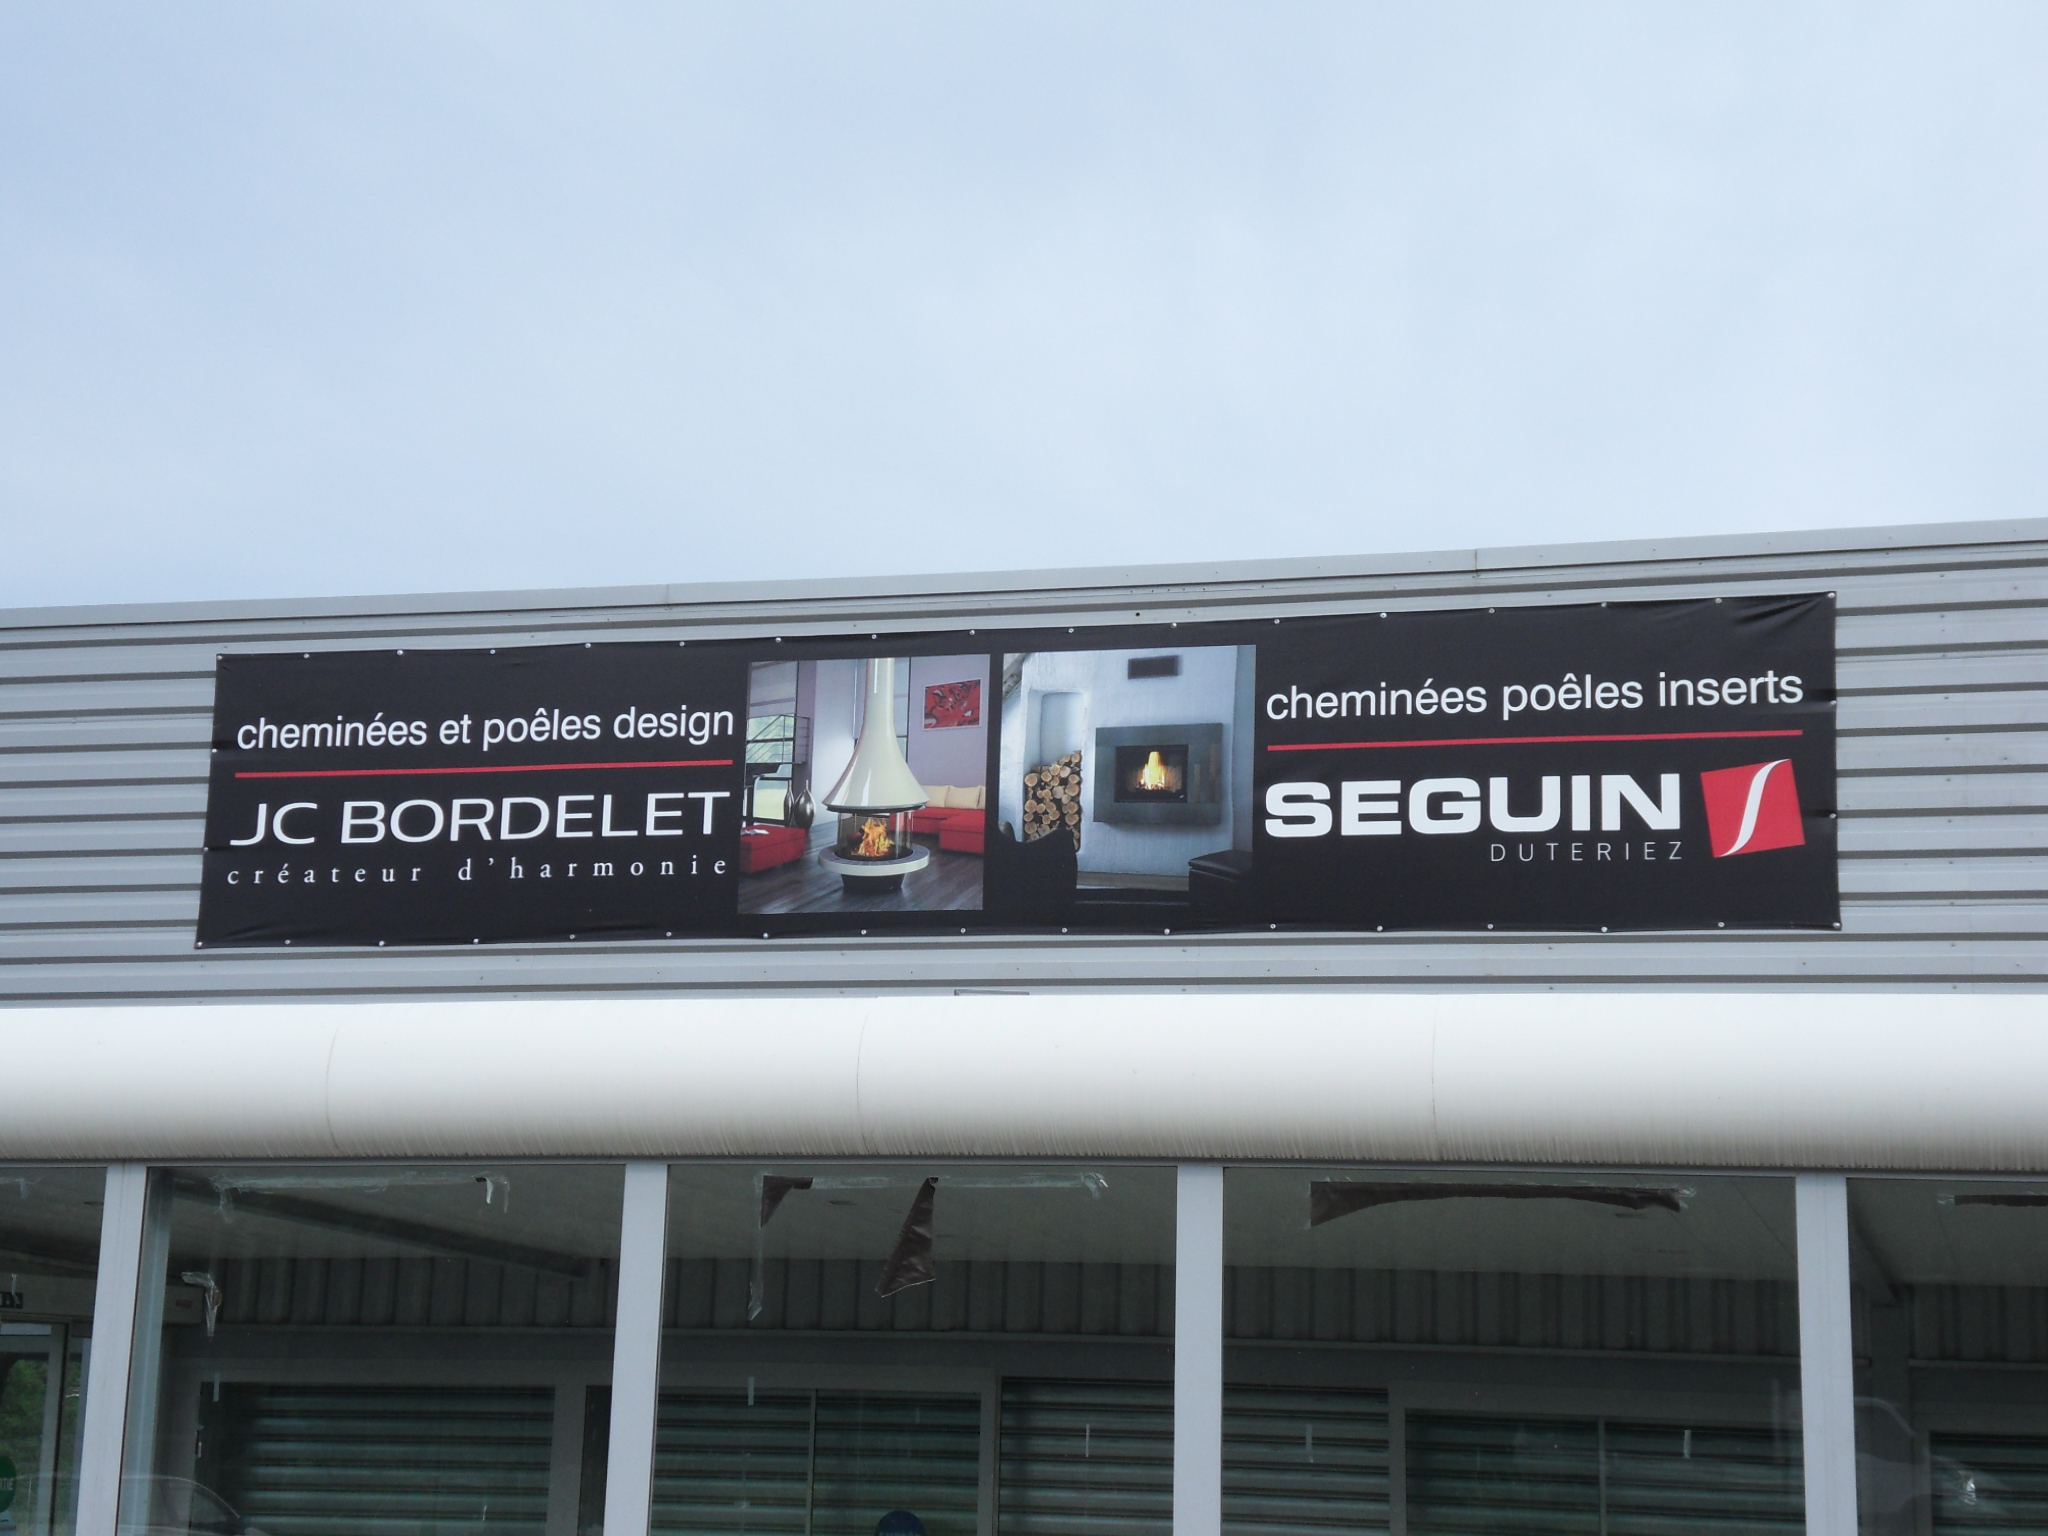 cheminées et poêles design
JC BORDELET
créateur d'harmonie
cheminées poêles inserts
SEGUIN
DUTERIEZ